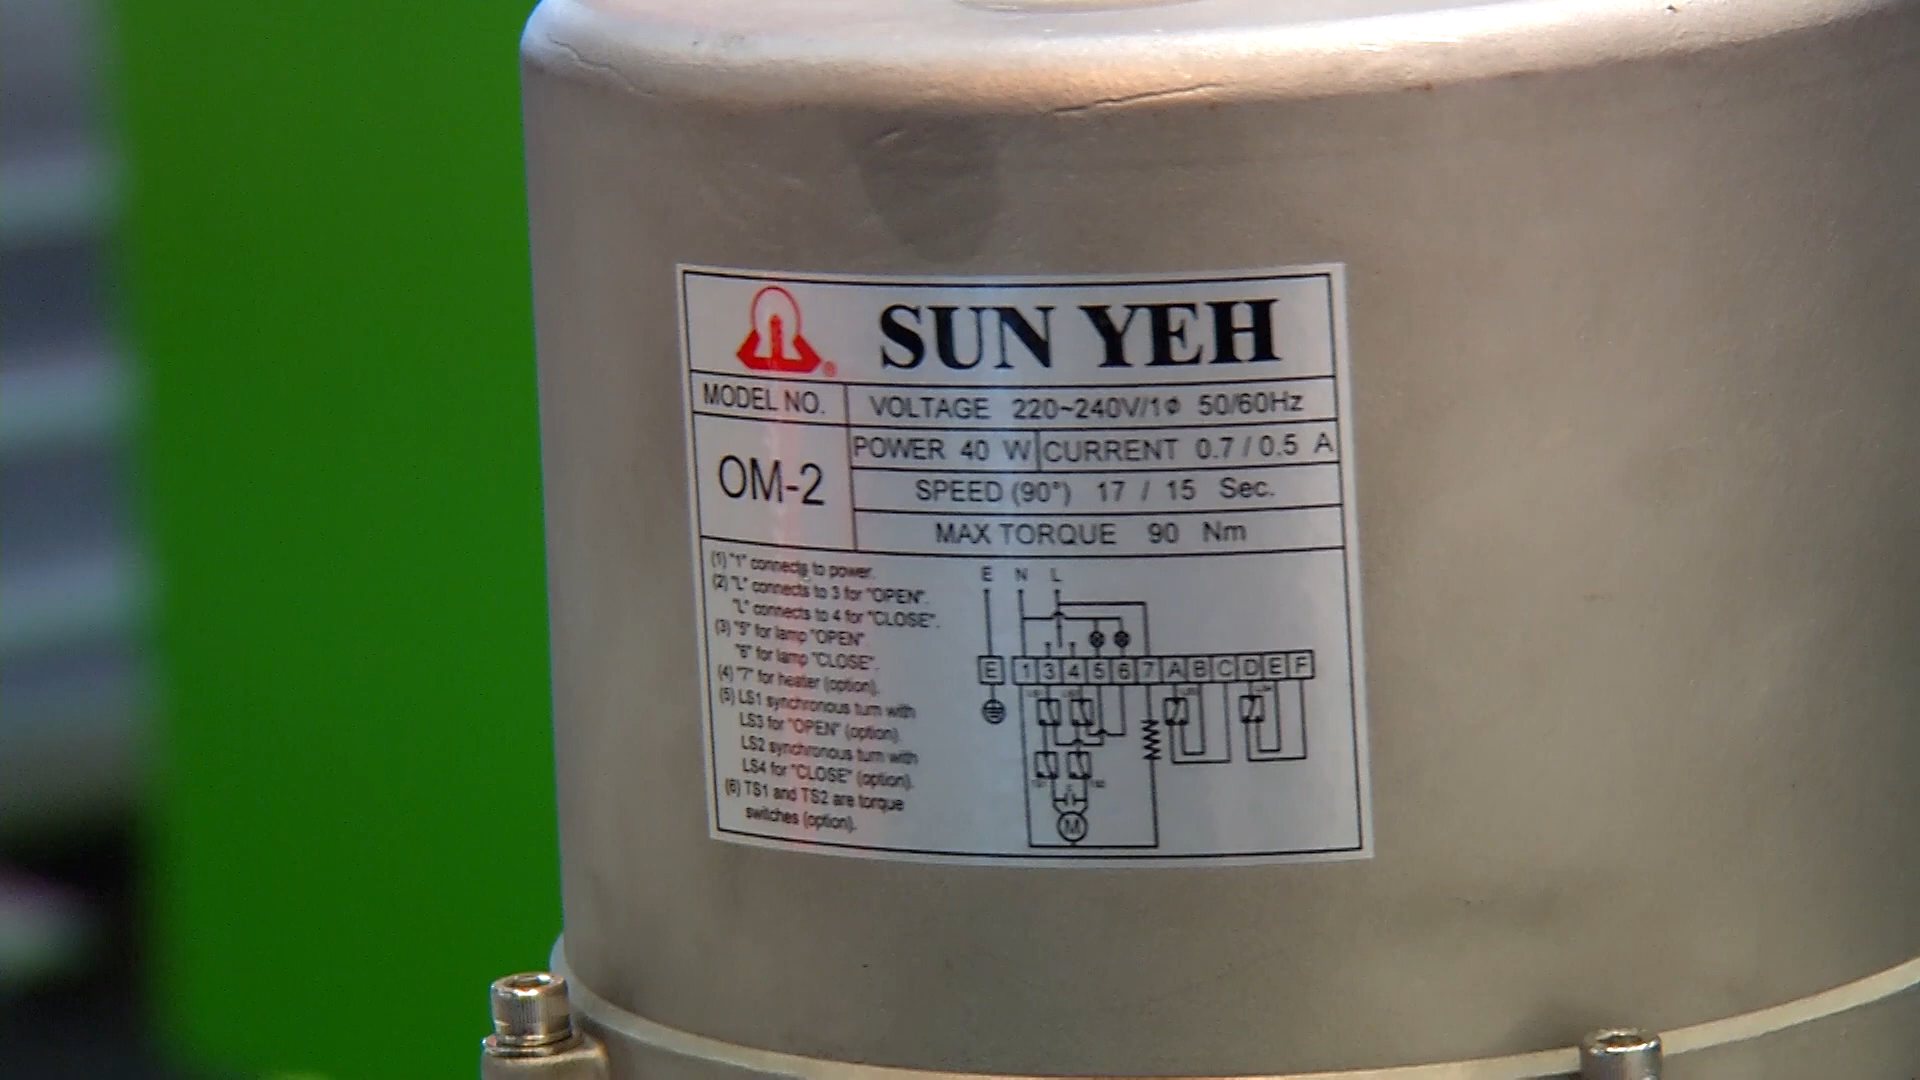 SUN YEH
®
MODEL NO. VOLTAGE 220~240V/1Φ 50/60Hz
OM-2
POWER 40 W CURRENT 0.7 / 0.5 A
SPEED (90°) 17 / 15 Sec.
MAX TORQUE 90 Nm
(1) "1" connects to power.
(2) "L" connects to 3 for "OPEN".
"L" connects to 4 for "CLOSE".
(3) "5" for lamp "OPEN"
"6" for lamp "CLOSE".
(4) "7" for heater (option).
(5) LS1 synchronous turn with
LS3 for "OPEN" (option)
LS2 synchronous turn with
LS4 for "CLOSE" (option).
(6) TS1 and TS2 are torque
switches (option).
E N L
E 1 3 4 5 6 7 A B C D E F
M